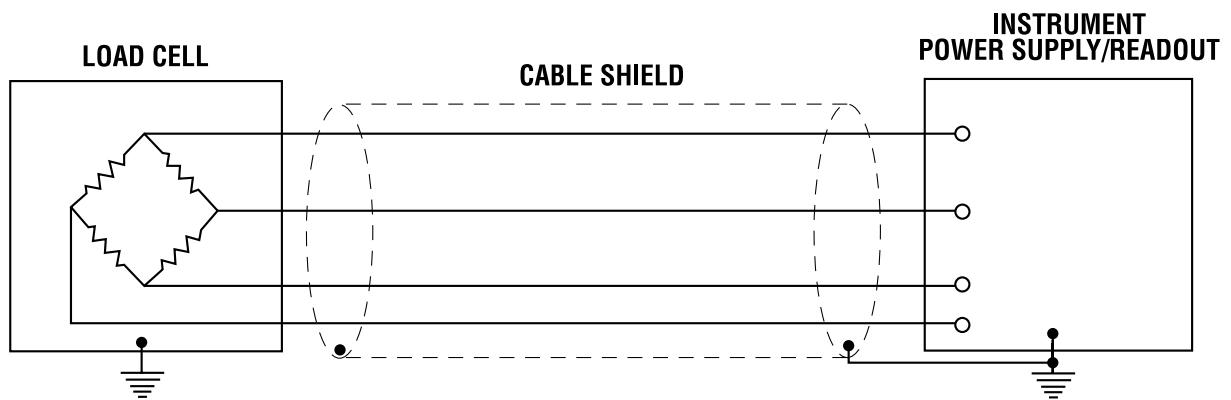 LOAD CELL
CABLE SHIELD
INSTRUMENT
POWER SUPPLY/READOUT